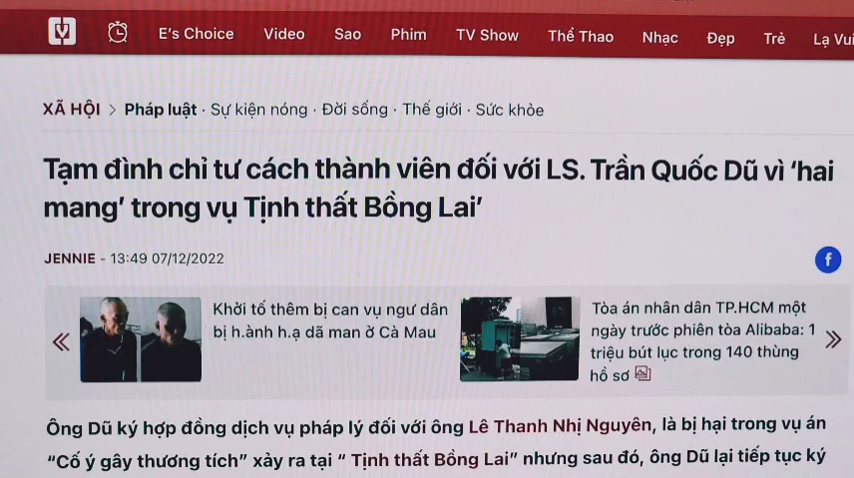 E's Choice Video Sao Phim TV Show Thể Thao Nhạc Đẹp Trẻ Lạ Vui
XÃ HỘI > Pháp luật · Sự kiện nóng · Đời sống · Thế giới · Sức khỏe
Tạm đình chỉ tư cách thành viên đối với LS. Trần Quốc Dũ vì ‘hai
mang’ trong vụ Tịnh thất Bồng Lai’
JENNIE - 13:49 07/12/2022
Khởi tố thêm bị can vụ ngư dân
bị h.ành h.ạ dã man ở Cà Mau
Tòa án nhân dân TP.HCM một
ngày trước phiên tòa Alibaba: 1
triệu bút lục trong 140 thùng
hồ sơ
Ông Dũ ký hợp đồng dịch vụ pháp lý đối với ông Lê Thanh Nhị Nguyên, là bị hại trong vụ án
“Cố ý gây thương tích” xảy ra tại “ Tịnh thất Bồng Lai” nhưng sau đó, ông Dũ lại tiếp tục ký